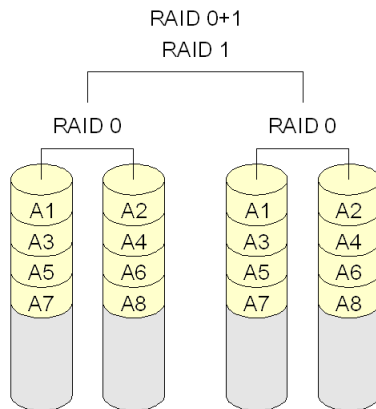 RAID 0+1
RAID 1
RAID 0 RAID 0
A1 A2 A1 A2
A3 A4 A3 A4
A5 A6 A5 A6
A7 A8 A7 A8